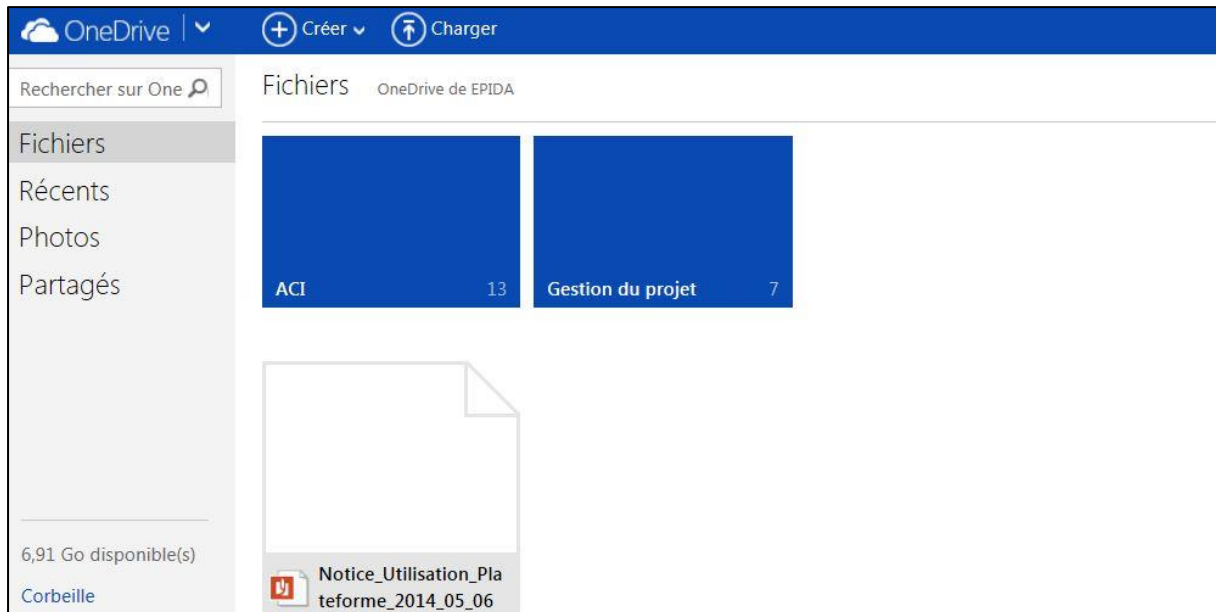 OneDrive
Créer
Charger
Rechercher sur One
Fichiers
Récents
Photos
Partagés
6,91 Go disponible(s)
Corbeille
Fichiers OneDrive de EPIDA
ACI 13
Gestion du projet 7
Notice_Utilisation_Pla
teforme_2014_05_06